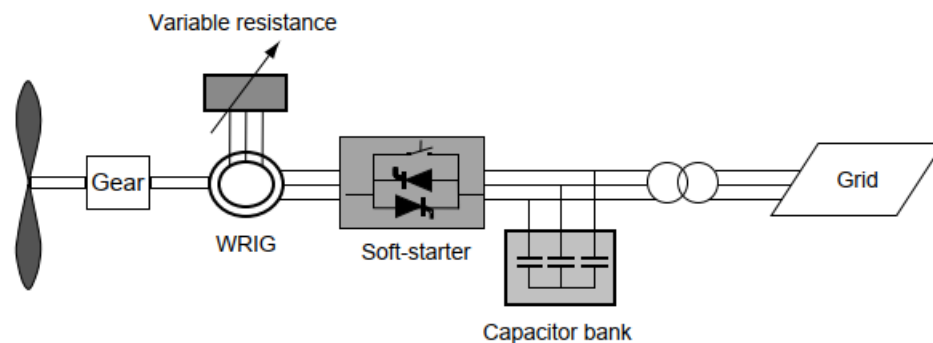 Variable resistance
Gear
WRIG
Soft-starter
Capacitor bank
Grid